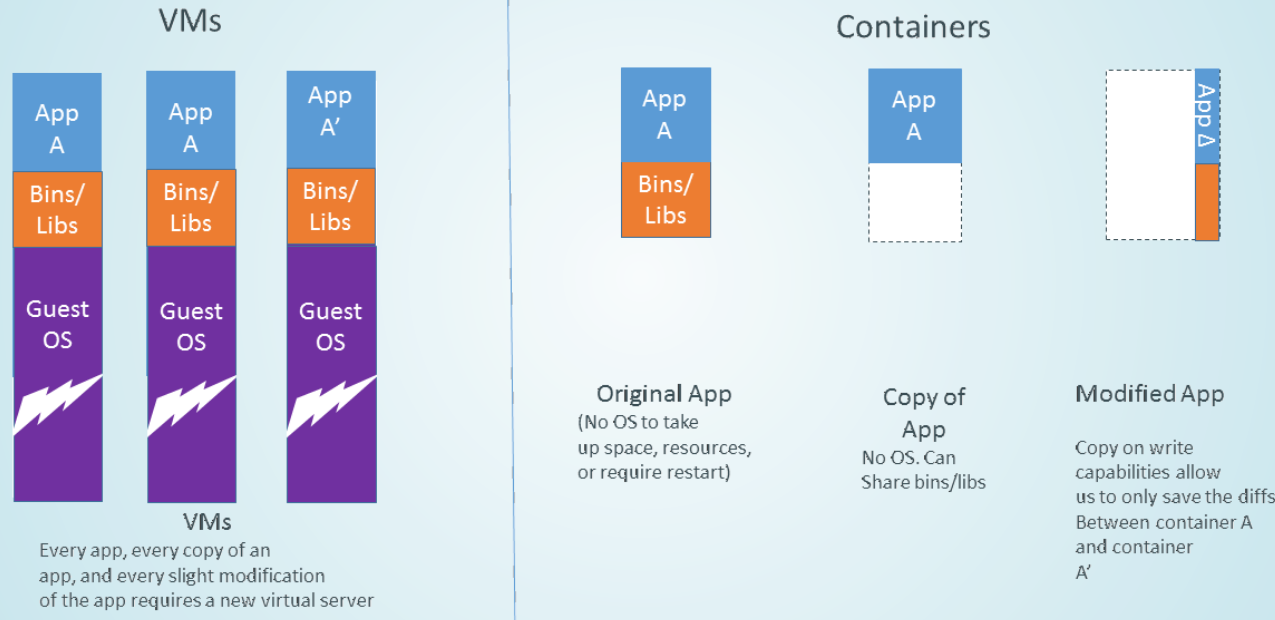 VMs
App
A
Bins/
Libs
Guest
OS
App
A
Bins/
Libs
Guest
OS
App
A’
Bins/
Libs
Guest
OS
VMs
Every app, every copy of an
app, and every slight modification
of the app requires a new virtual server
Containers
App
A
Bins/
Libs
Original App
(No OS to take
up space, resources,
or require restart)
App
A
Copy of
App
No OS. Can
Share bins/libs
App Δ
Modified App
Copy on write
capabilities allow
us to only save the diffs
Between container A
and container
A’